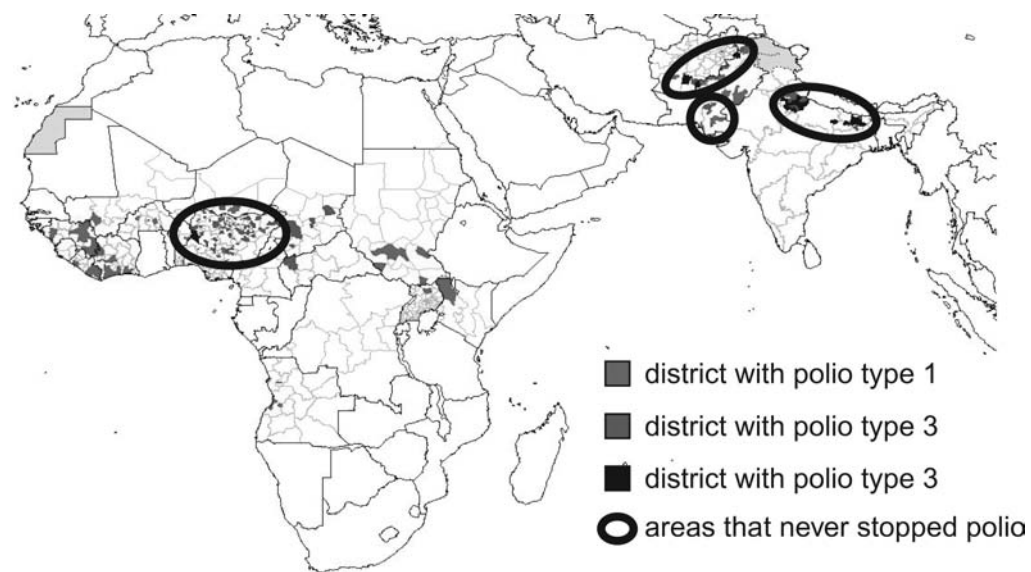 district with polio type 1
district with polio type 3
district with polio type 3
areas that never stopped polio